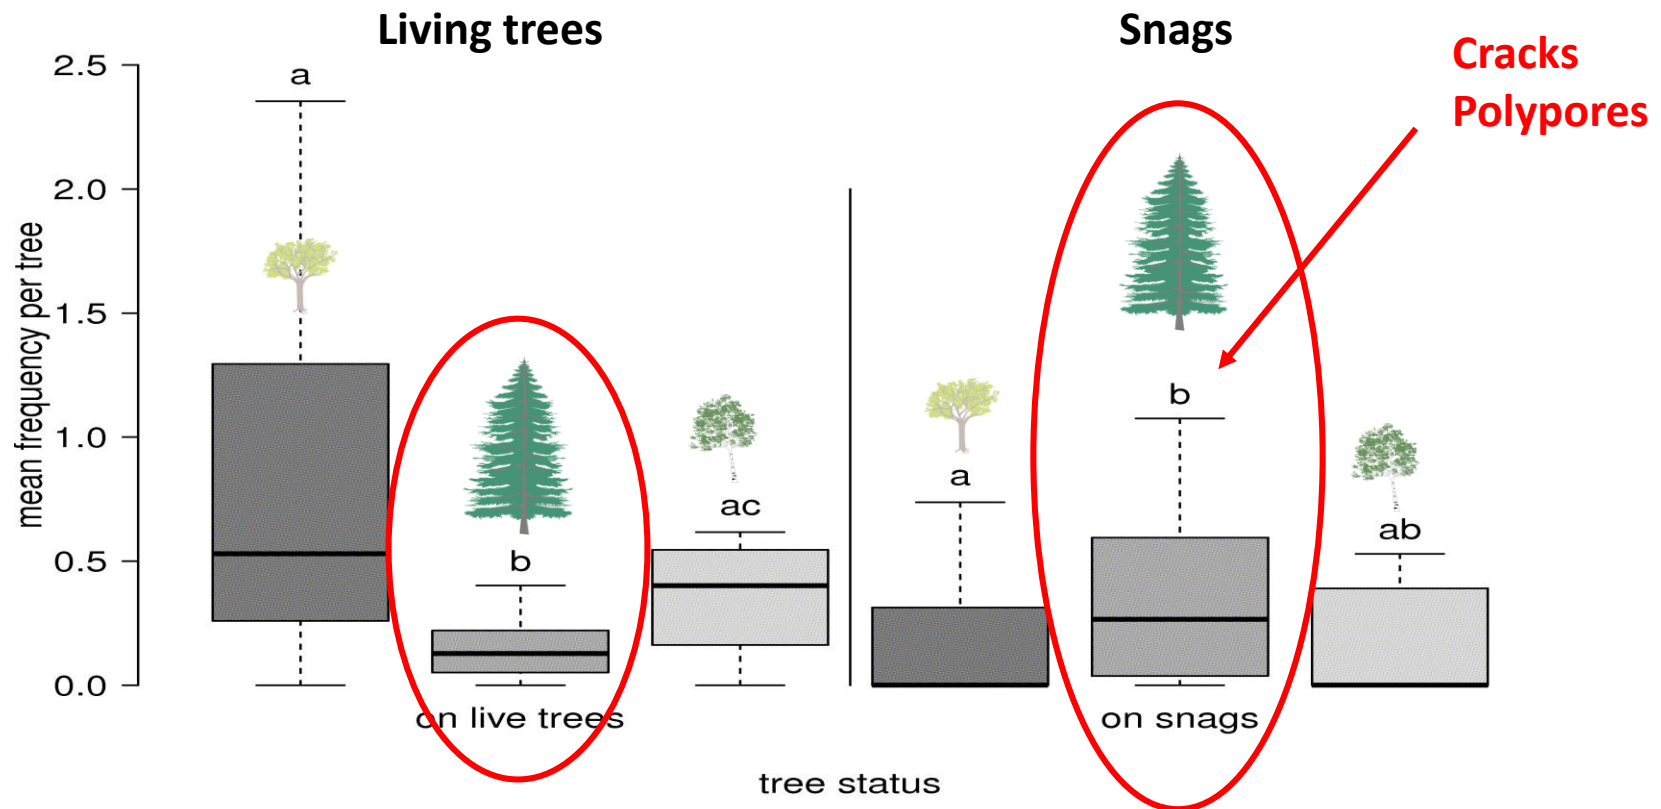 Living trees
Snags
Cracks
Polypores
mean frequency per tree
2.5
2.0
1.5
1.0
0.5
0.0
a
b
ac
a
b
ab
on live trees
on snags
tree status